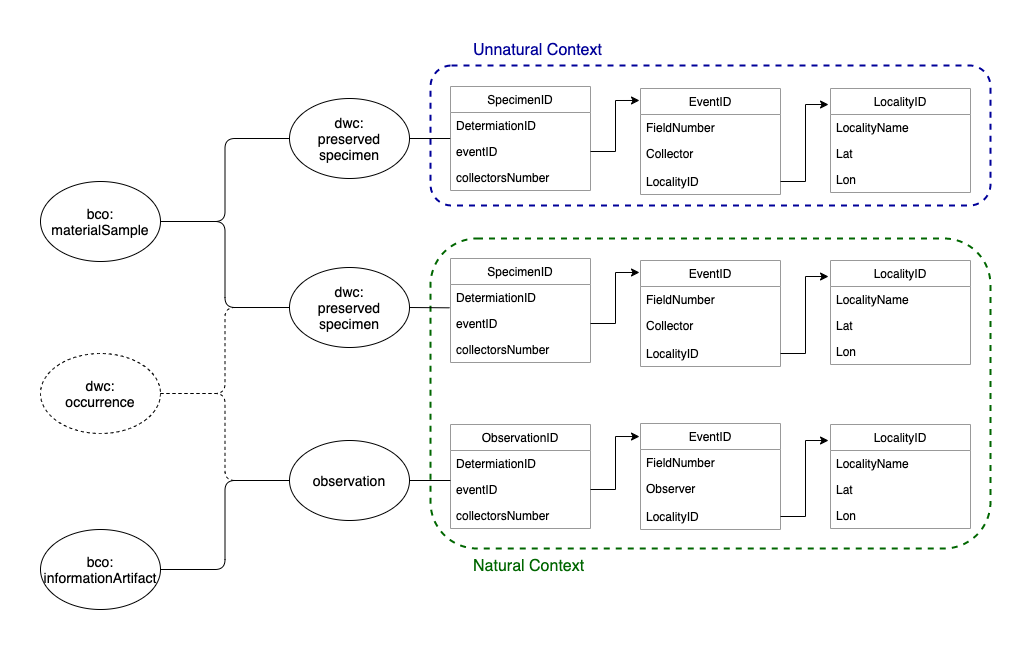 Unnatural Context
dwc:
preserved
specimen
SpecimenID
DetermiationID
eventID
collectorsNumber
EventID
FieldNumber
Collector
LocalityID
LocalityID
LocalityName
Lat
Lon
bco:
materialSample
dwc:
preserved
specimen
SpecimenID
DetermiationID
eventID
collectorsNumber
EventID
FieldNumber
Collector
LocalityID
LocalityID
LocalityName
Lat
Lon
dwc:
occurrence
observation
ObservationID
DetermiationID
eventID
collectorsNumber
EventID
FieldNumber
Observer
LocalityID
LocalityID
LocalityName
Lat
Lon
bco:
informationArtifact
Natural Context